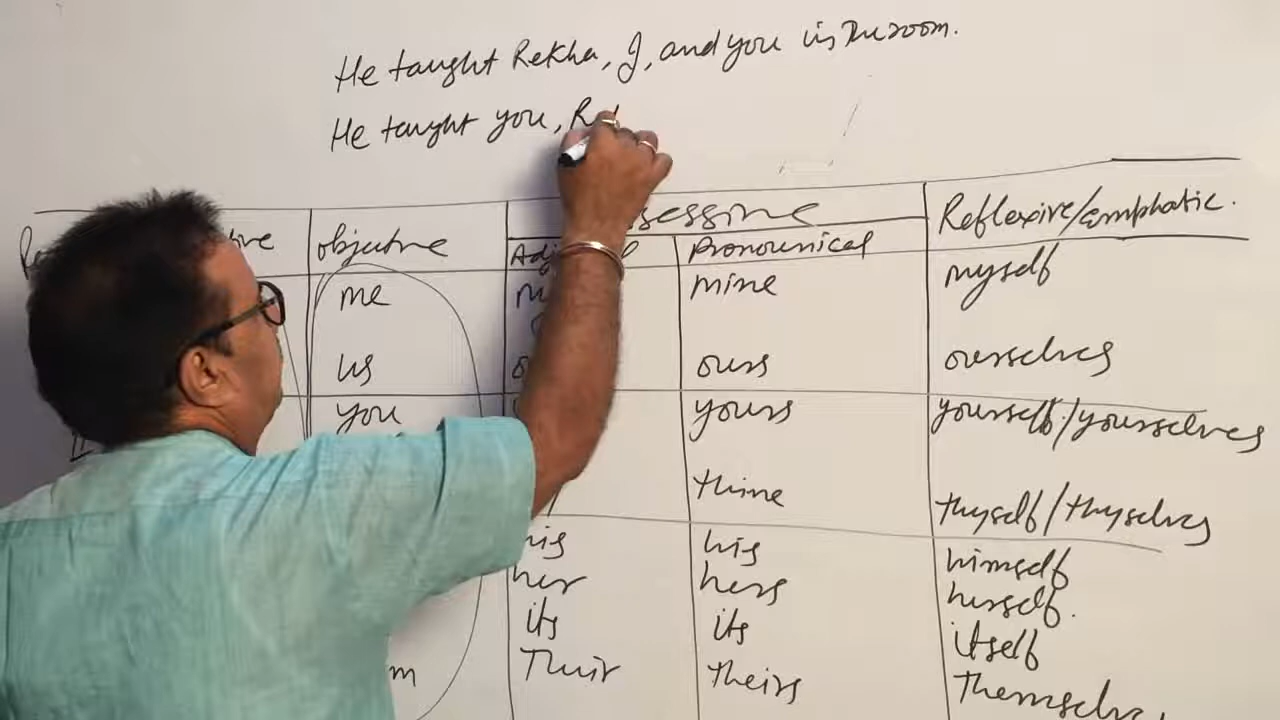 He taught Rekha, I, and you in the room.
He taught you, R
Possessive Reflexive/emphatic.
objective Pronounical
me mine myself
us ours ourselves
you yours yourself/yourselves
thine thyself/thyselves
his his himself
her hers herself.
its its itself
Their theirs Themselves